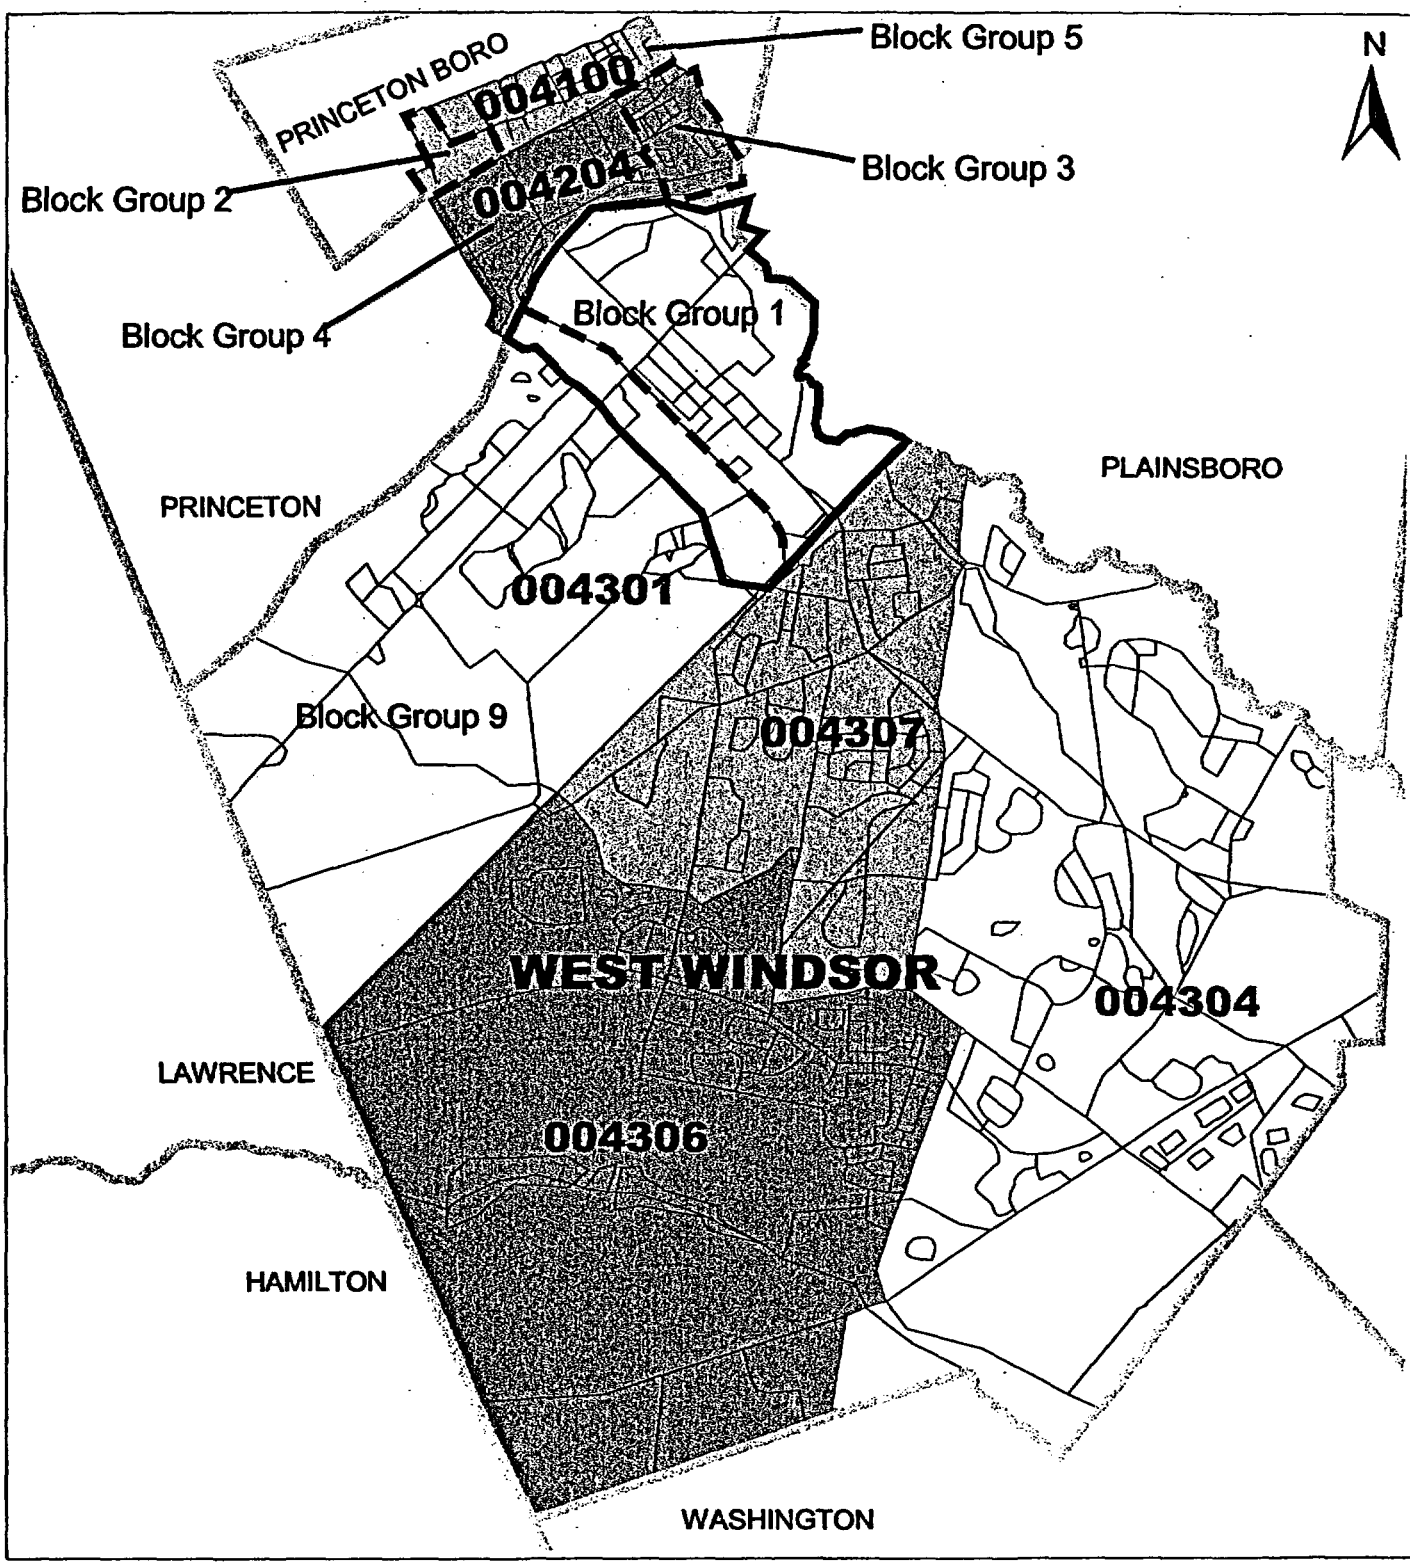 Block Group 5
N
PRINCETON BORO
004100
Block Group 3
Block Group 2
004204
Block Group 1
Block Group 4
PLAINSBORO
PRINCETON
004301
Block Group 9
004307
WEST WINDSOR
004304
LAWRENCE
004306
HAMILTON
WASHINGTON